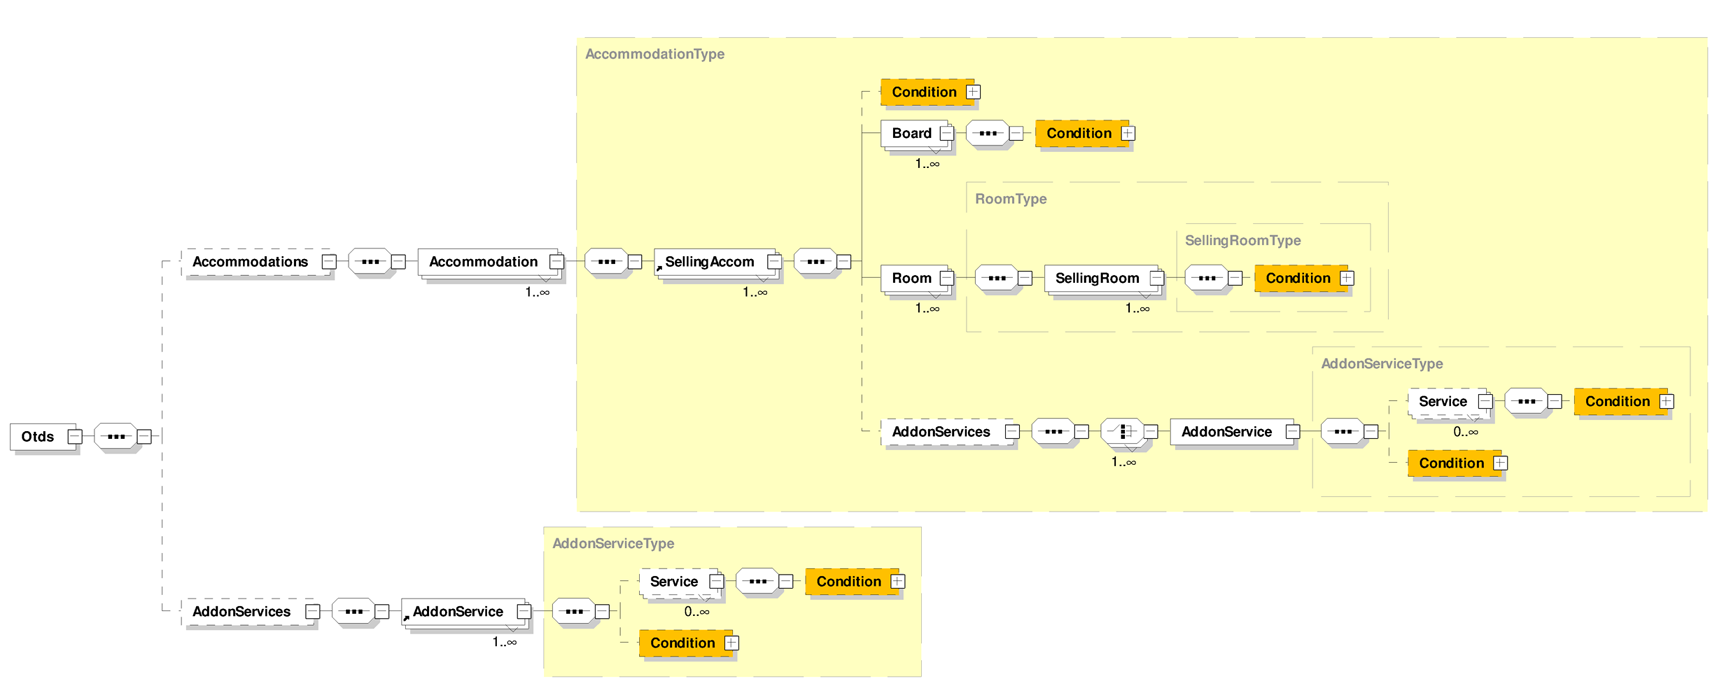 AccommodationType
Condition
Board
Condition
1..∞
RoomType
SellingRoomType
Accommodations
Accommodation
SellingAccom
Room
SellingRoom
Condition
1..∞
1..∞
1..∞
1..∞
AddonServiceType
Service
Condition
0..∞
AddonServices
AddonService
1..∞
Condition
Otds
AddonServiceType
Service
Condition
0..∞
AddonServices
AddonService
1..∞
Condition